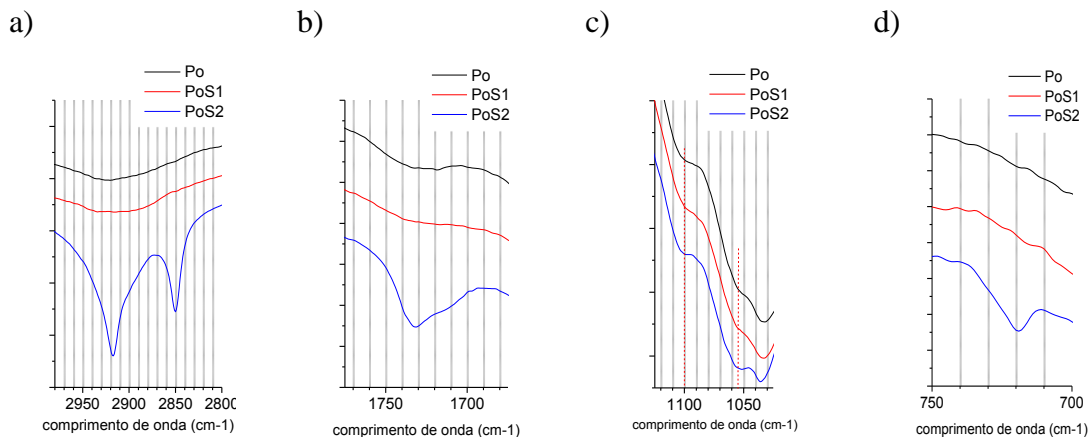 a)
b)
c)
d)
Po
PoS1
PoS2
Po
PoS1
PoS2
Po
PoS1
PoS2
Po
PoS1
PoS2
2950 2900 2850 2800
1750 1700
1100 1050
750 700
comprimento de onda (cm-1)
comprimento de onda (cm-1)
comprimento de onda (cm-1)
comprimento de onda (cm-1)